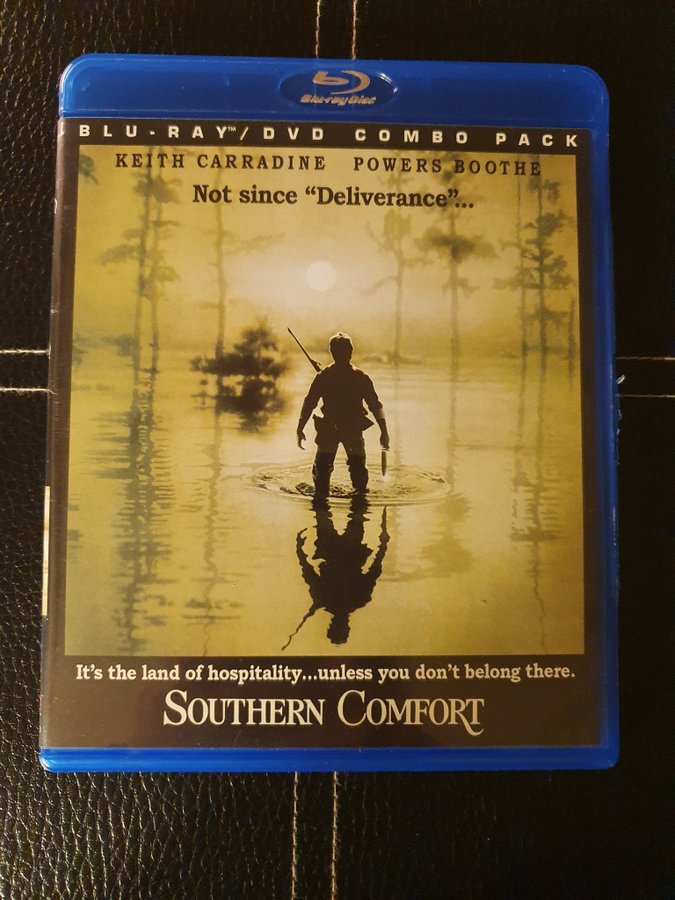 Blu-ray Disc
BLU-RAY™/DVD COMBO PACK
KEITH CARRADINE POWERS BOOTHE
Not since “Deliverance”...
It’s the land of hospitality...unless you don’t belong there.
SOUTHERN COMFORT